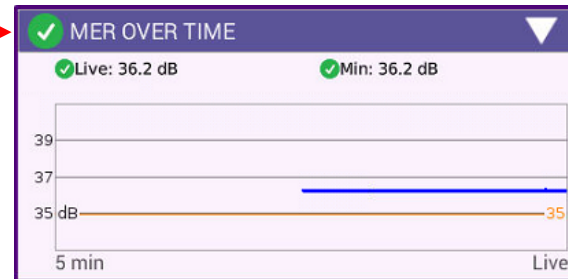 MER OVER TIME
Live: 36.2 dB Min: 36.2 dB
39
37
35 dB 35
5 min Live